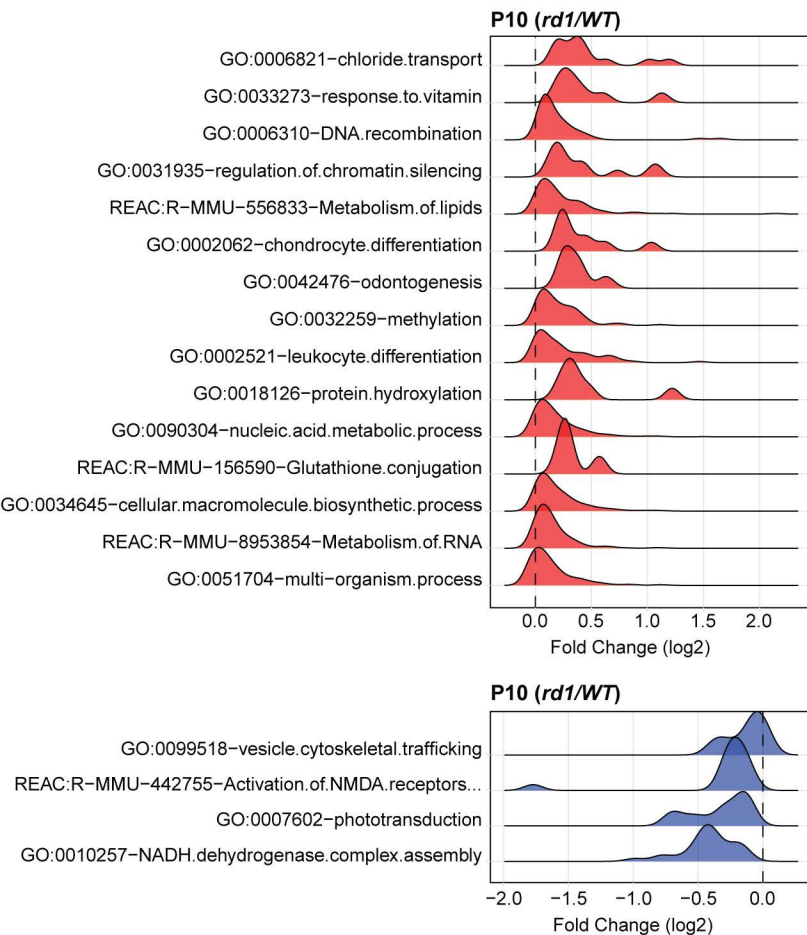 P10 (rd1/WT)
GO:0006821−chloride.transport
GO:0033273−response.to.vitamin
GO:0006310−DNA.recombination
GO:0031935−regulation.of.chromatin.silencing
REAC:R−MMU−556833−Metabolism.of.lipids
GO:0002062−chondrocyte.differentiation
GO:0042476−odontogenesis
GO:0032259−methylation
GO:0002521−leukocyte.differentiation
GO:0018126−protein.hydroxylation
GO:0090304−nucleic.acid.metabolic.process
REAC:R−MMU−156590−Glutathione.conjugation
GO:0034645−cellular.macromolecule.biosynthetic.process
REAC:R−MMU−8953854−Metabolism.of.RNA
GO:0051704−multi−organism.process
0.0 0.5 1.0 1.5 2.0
Fold Change (log2)
P10 (rd1/WT)
GO:0099518−vesicle.cytoskeletal.trafficking
REAC:R−MMU−442755−Activation.of.NMDA.receptors...
GO:0007602−phototransduction
GO:0010257−NADH.dehydrogenase.complex.assembly
−2.0 −1.5 −1.0 −0.5 0.0
Fold Change (log2)